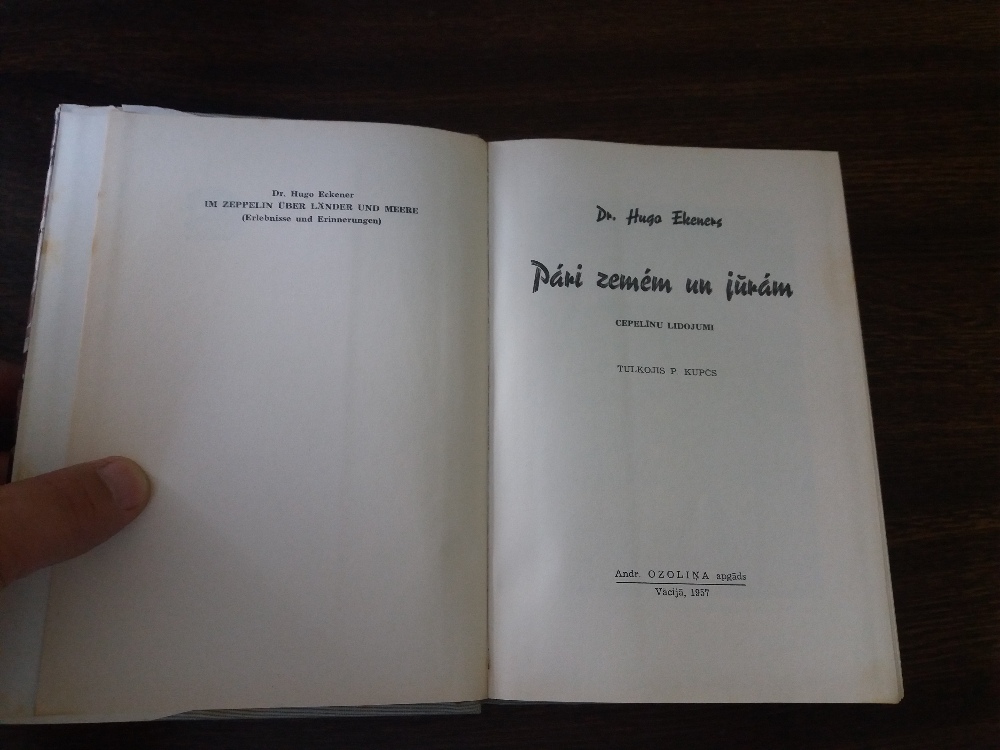 Dr. Hugo Eckener
IM ZEPPELIN ÜBER LÄNDER UND MEERE
(Erlebnisse und Erinnerungen)
Dr. Hugo Ekeners
Pāri zemēm un jūrām
CEPELĪNU LIDOJUMI
TULKOJIS P. KUPČS
Andr. OZOLIŅA apgāds
Vācijā, 1957